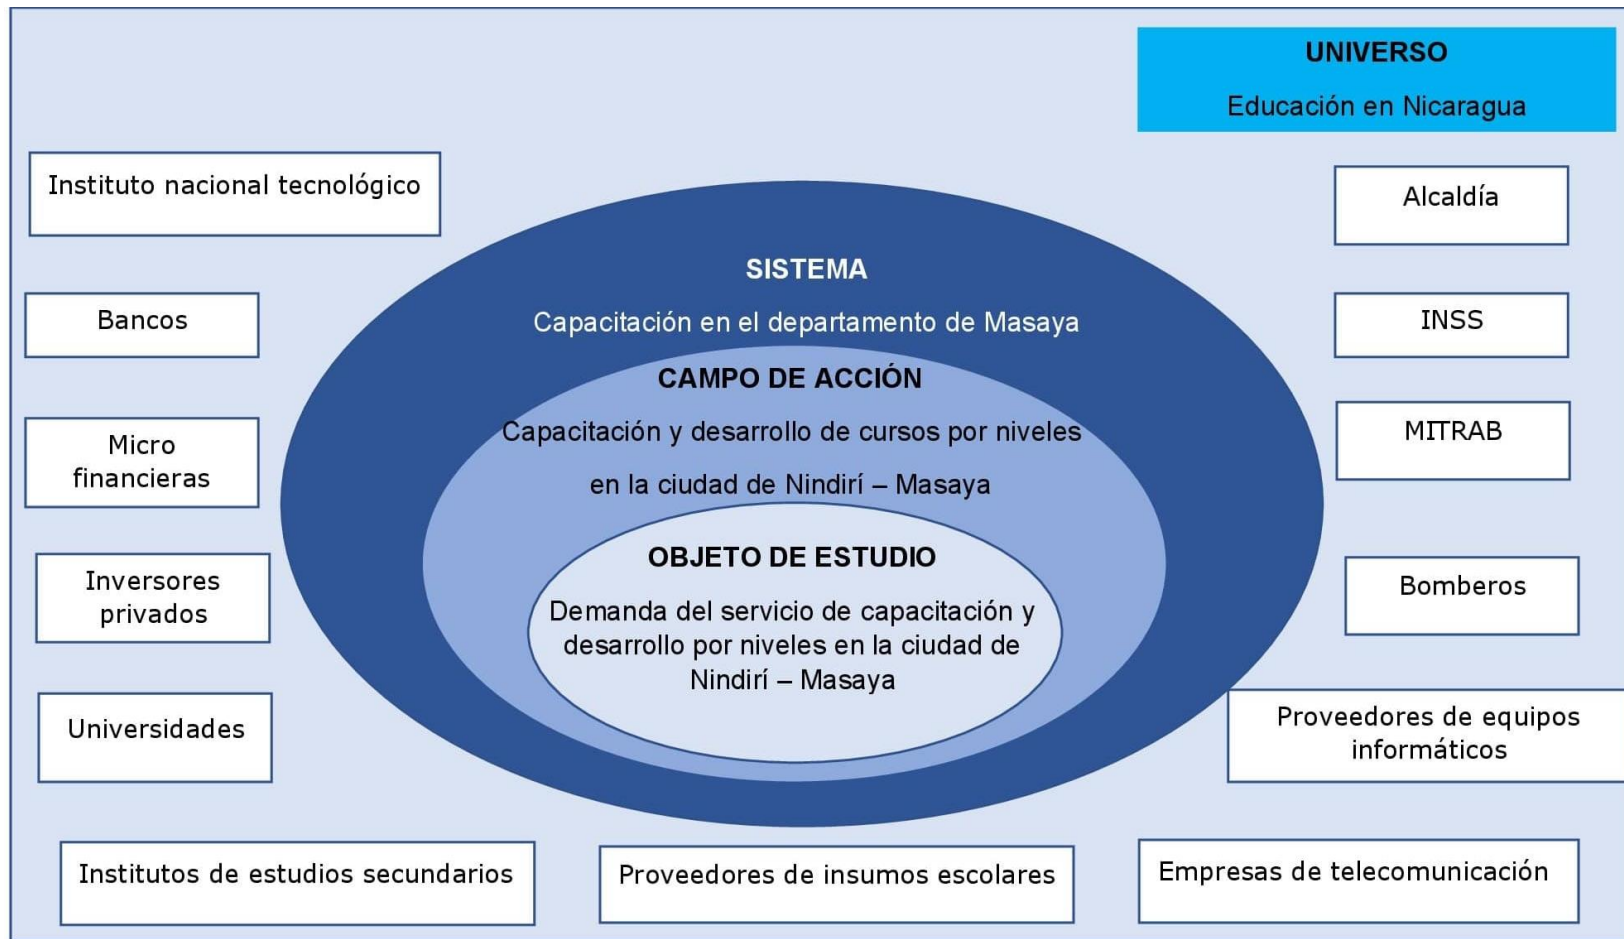 UNIVERSO
Educación en Nicaragua
Instituto nacional tecnológico
Alcaldía
SISTEMA
Capacitación en el departamento de Masaya
Bancos
INSS
CAMPO DE ACCIÓN
Capacitación y desarrollo de cursos por niveles
en la ciudad de Nindirí – Masaya
Micro
financieras
MITRAB
OBJETO DE ESTUDIO
Demanda del servicio de capacitación y
desarrollo por niveles en la ciudad de
Nindirí – Masaya
Inversores
privados
Bomberos
Universidades
Proveedores de equipos
informáticos
Institutos de estudios secundarios
Proveedores de insumos escolares
Empresas de telecomunicación